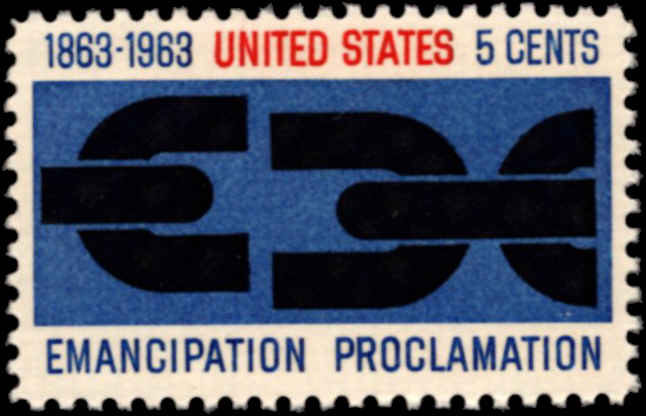 1863-1963 UNITED STATES 5 CENTS
EMANCIPATION PROCLAMATION